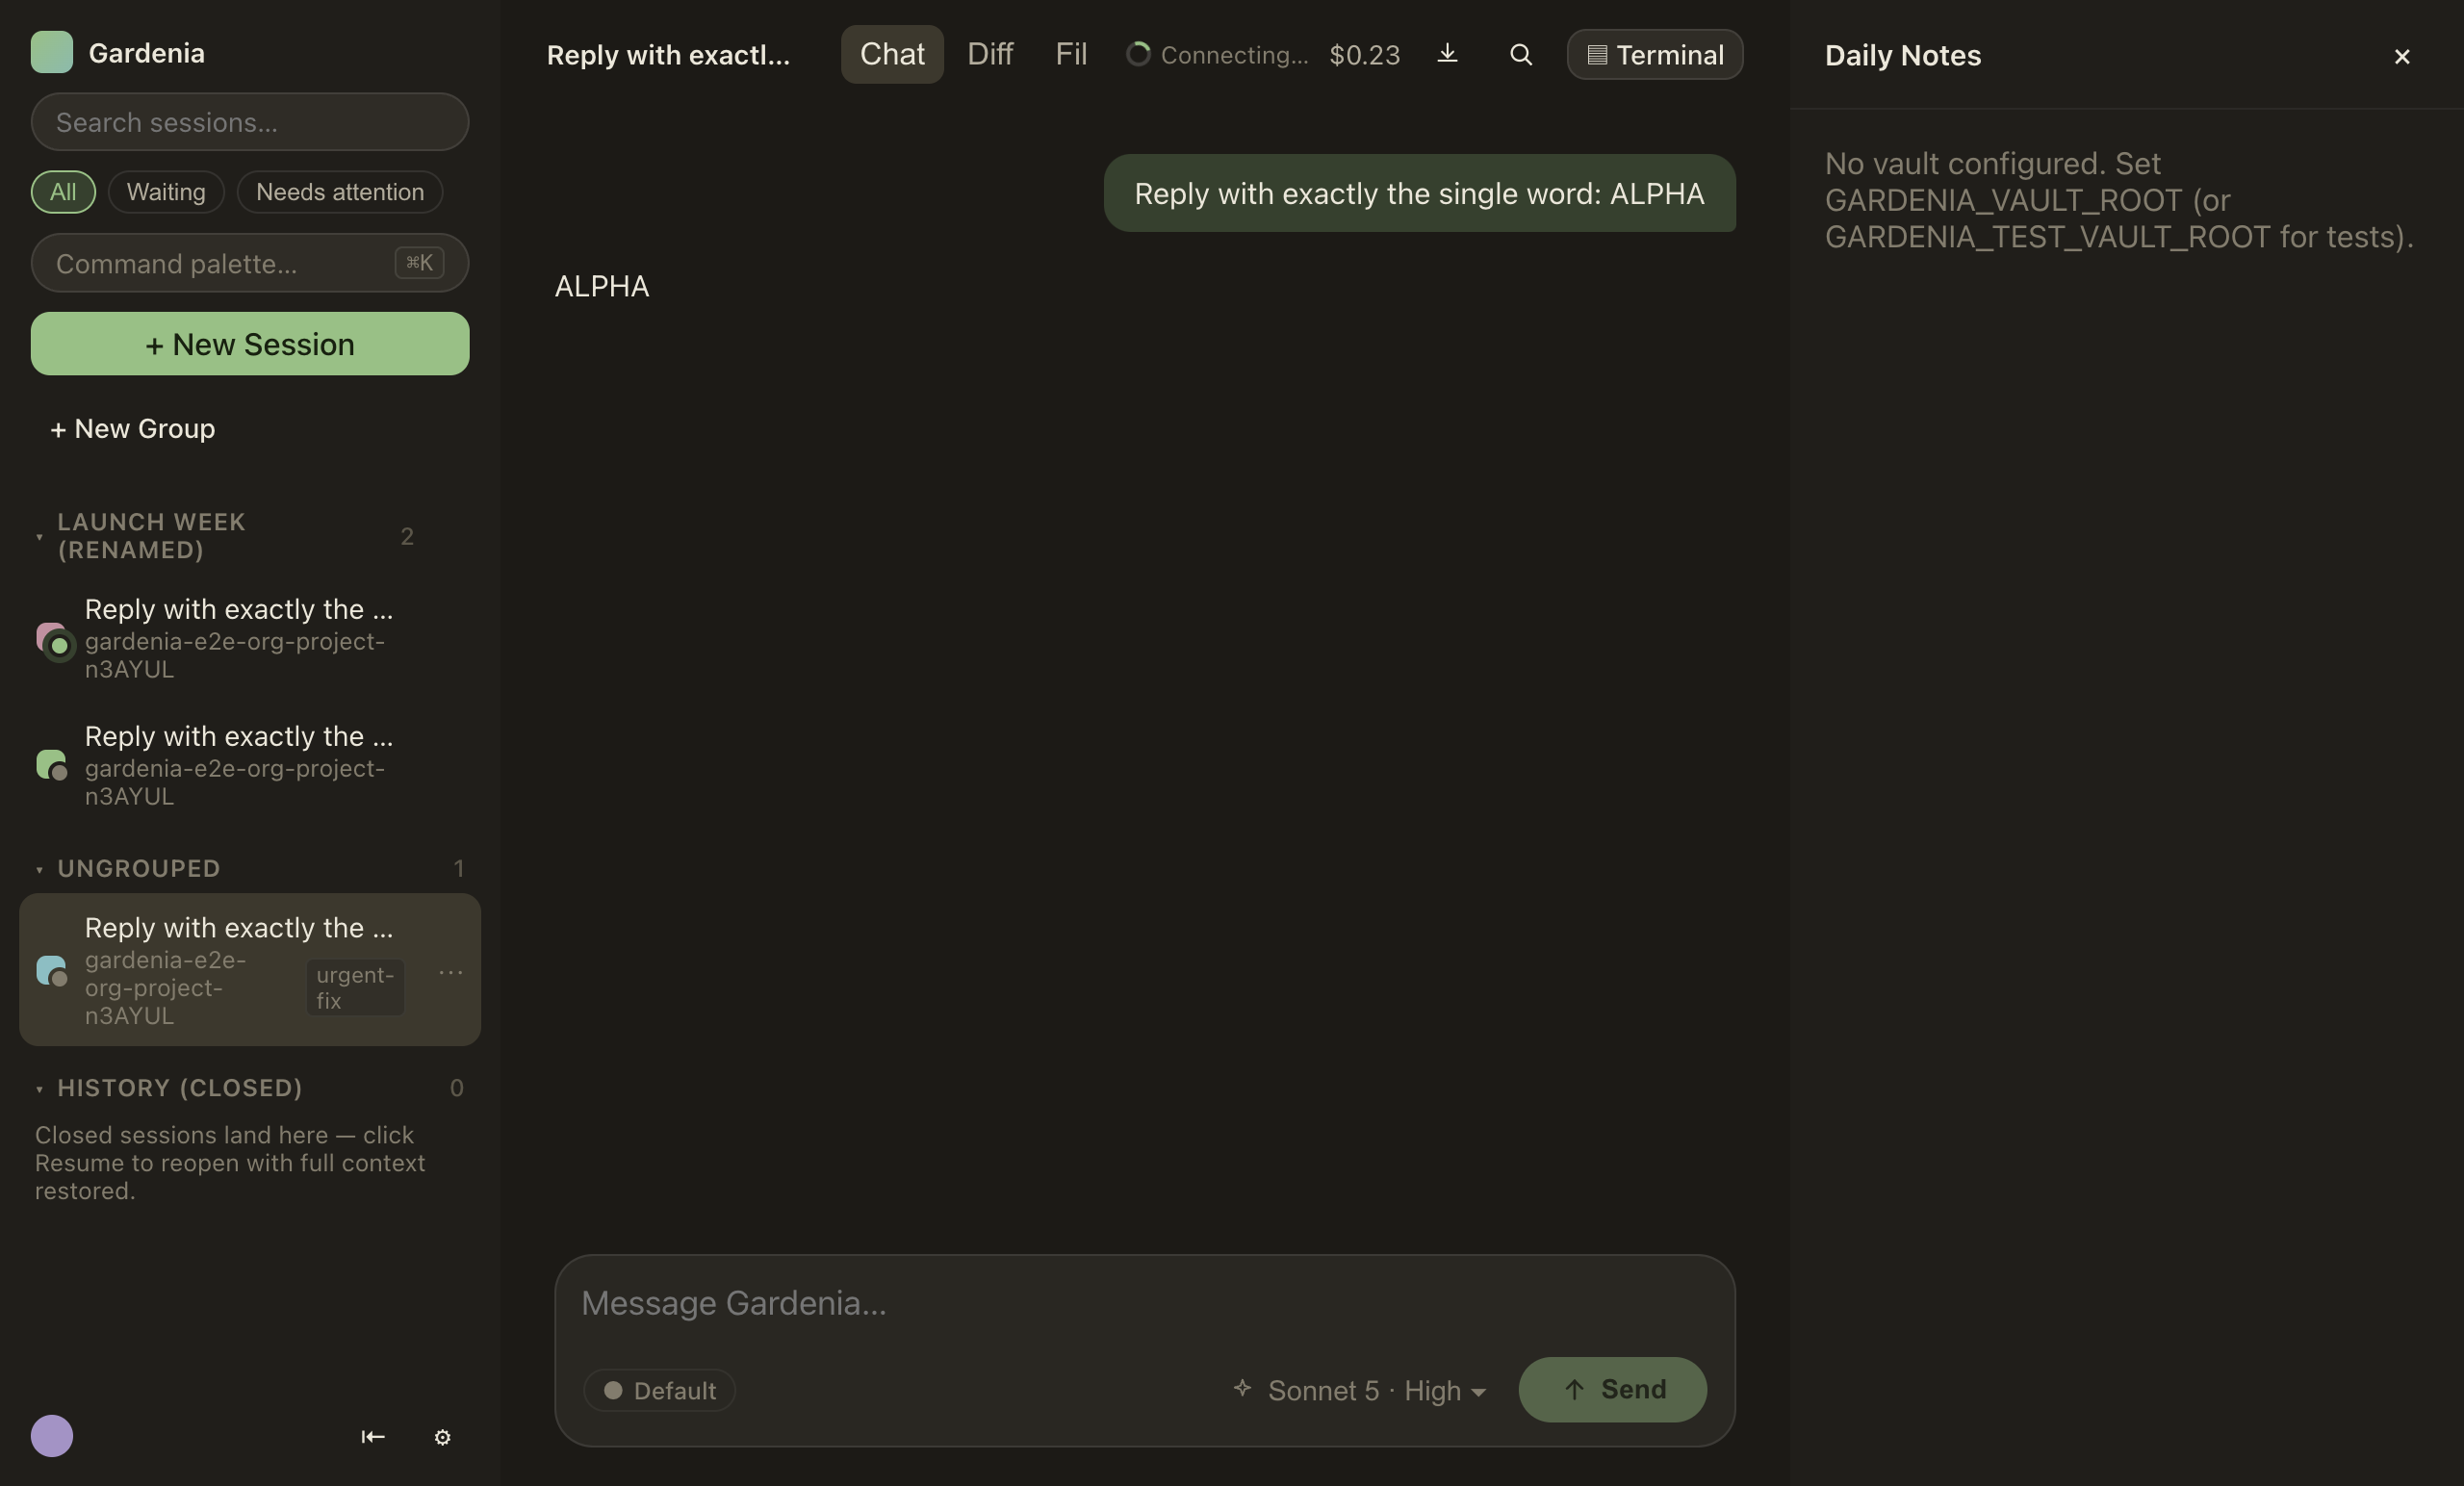 Gardenia
Search sessions...
All
Waiting
Needs attention
Command palette...
⌘K
+ New Session
+ New Group
LAUNCH WEEK
(RENAMED)
2
Reply with exactly the ...
gardenia-e2e-org-project-
n3AYUL
Reply with exactly the ...
gardenia-e2e-org-project-
n3AYUL
UNGROUPED
1
Reply with exactly the ...
gardenia-e2e-
org-project-
n3AYUL
urgent-
fix
...
HISTORY (CLOSED)
0
Closed sessions land here — click
Resume to reopen with full context
restored.
Reply with exactl...
Chat
Diff
Fil
Connecting...
$0.23
Terminal
Reply with exactly the single word: ALPHA
ALPHA
Message Gardenia...
Default
Sonnet 5 · High
Send
Daily Notes
No vault configured. Set
GARDENIA_VAULT_ROOT (or
GARDENIA_TEST_VAULT_ROOT for tests).